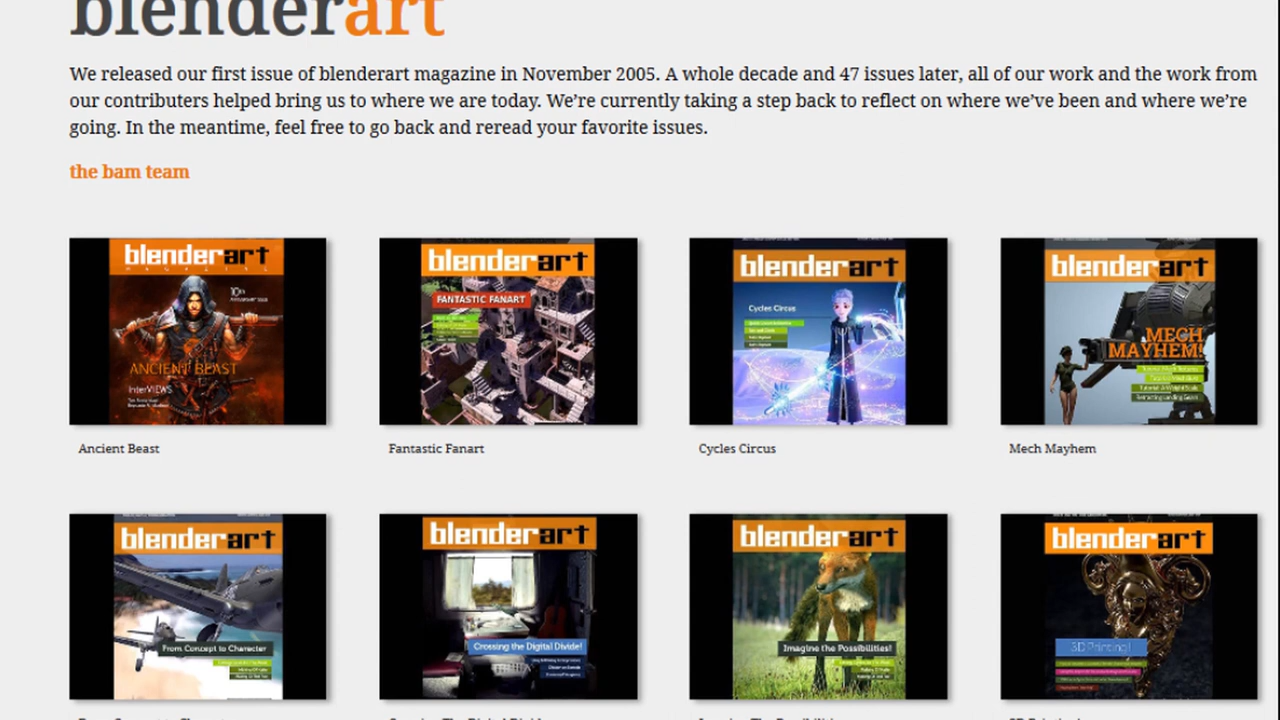 blenderart
We released our first issue of blenderart magazine in November 2005. A whole decade and 47 issues later, all of our work and the work from
our contributers helped bring us to where we are today. We're currently taking a step back to reflect on where we've been and where we're
going. In the meantime, feel free to go back and reread your favorite issues.
the bam team
blenderart
MAGAZINE
10th
ANCIENT BEAST
InterVIEWS
blenderart
FANTASTIC FANART
blenderart
Cycles Circus
blenderart
MECH
MAYHEM!
Ancient Beast
Fantastic Fanart
Cycles Circus
Mech Mayhem
blenderart
From Concept to Character
blenderart
Crossing the Digital Divide!
blenderart
Imagine the Possibilities!
blenderart
3D Printing!